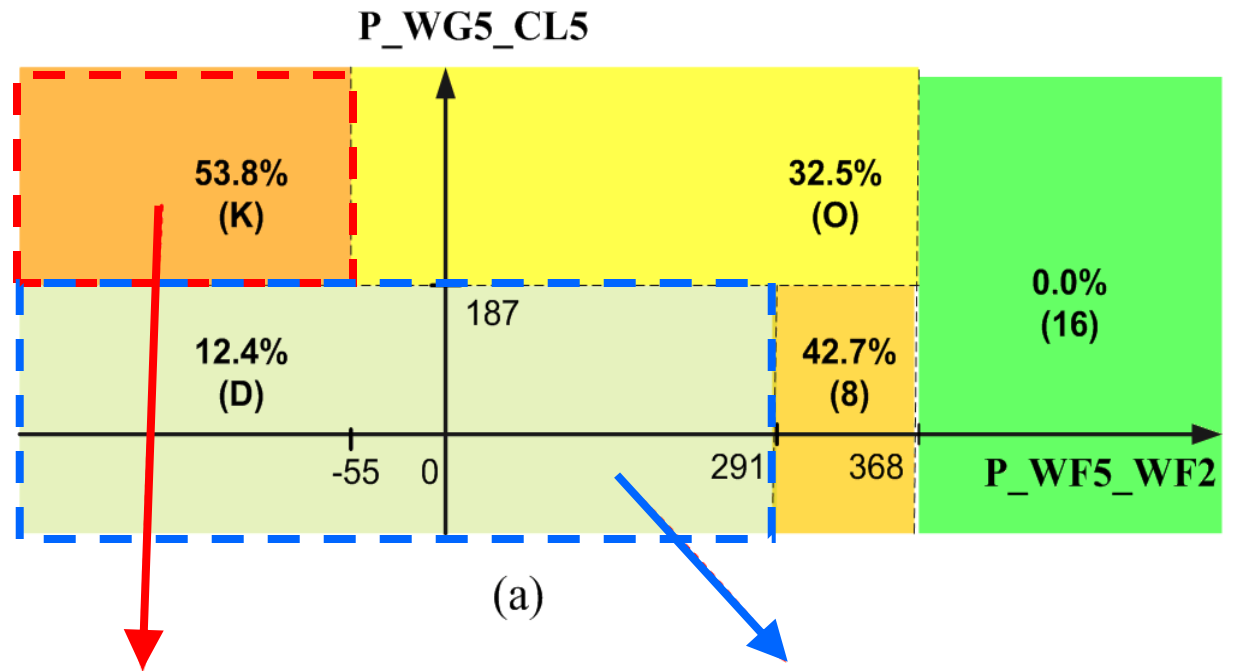 P_WG5_CL5
53.8%
(K)
32.5%
(O)
0.0%
(16)
187
12.4%
(D)
42.7%
(8)
-55
0
291
368
P_WF5_WF2
(a)